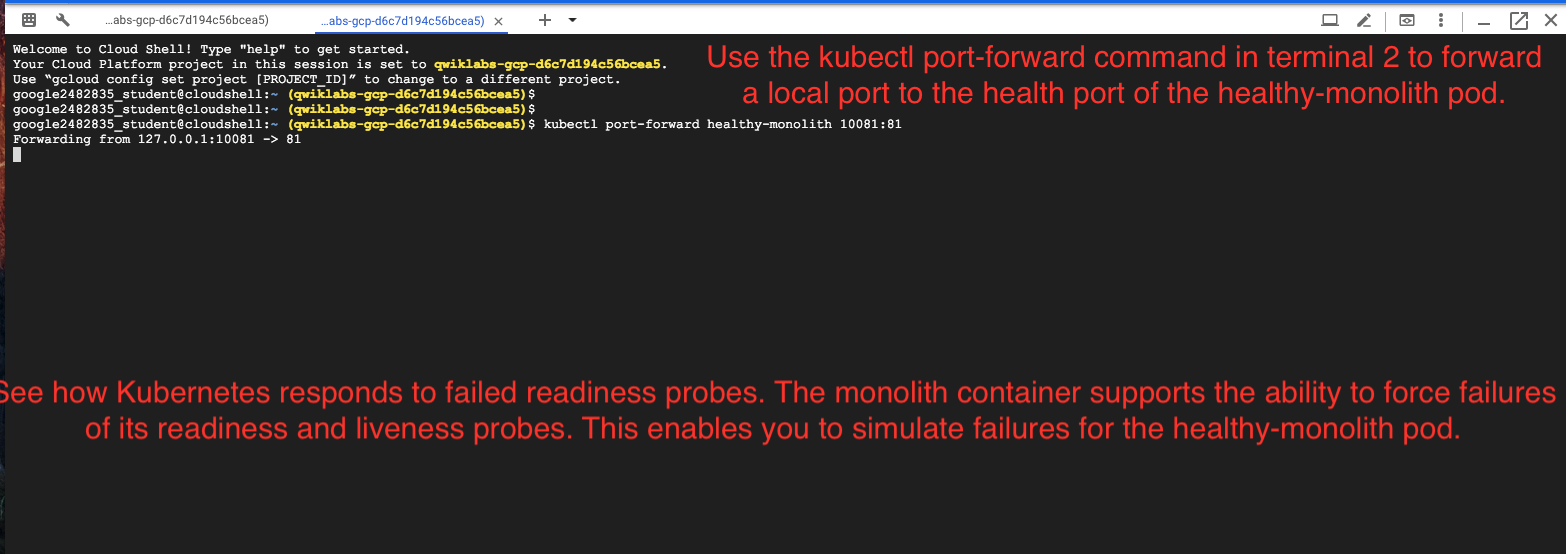 ...abs-gcp-d6c7d194c56bcea5)
...abs-gcp-d6c7d194c56bcea5)
Welcome to Cloud Shell! Type "help" to get started.
Your Cloud Platform project in this session is set to qwiklabs-gcp-d6c7d194c56bcea5.
Use “gcloud config set project [PROJECT_ID]” to change to a different project.
google2482835_student@cloudshell:~ (qwiklabs-gcp-d6c7d194c56bcea5)$
google2482835_student@cloudshell:~ (qwiklabs-gcp-d6c7d194c56bcea5)$
google2482835_student@cloudshell:~ (qwiklabs-gcp-d6c7d194c56bcea5)$ kubectl port-forward healthy-monolith 10081:81
Forwarding from 127.0.0.1:10081 -> 81
Use the kubectl port-forward command in terminal 2 to forward
a local port to the health port of the healthy-monolith pod.
See how Kubernetes responds to failed readiness probes. The monolith container supports the ability to force failures
of its readiness and liveness probes. This enables you to simulate failures for the healthy-monolith pod.